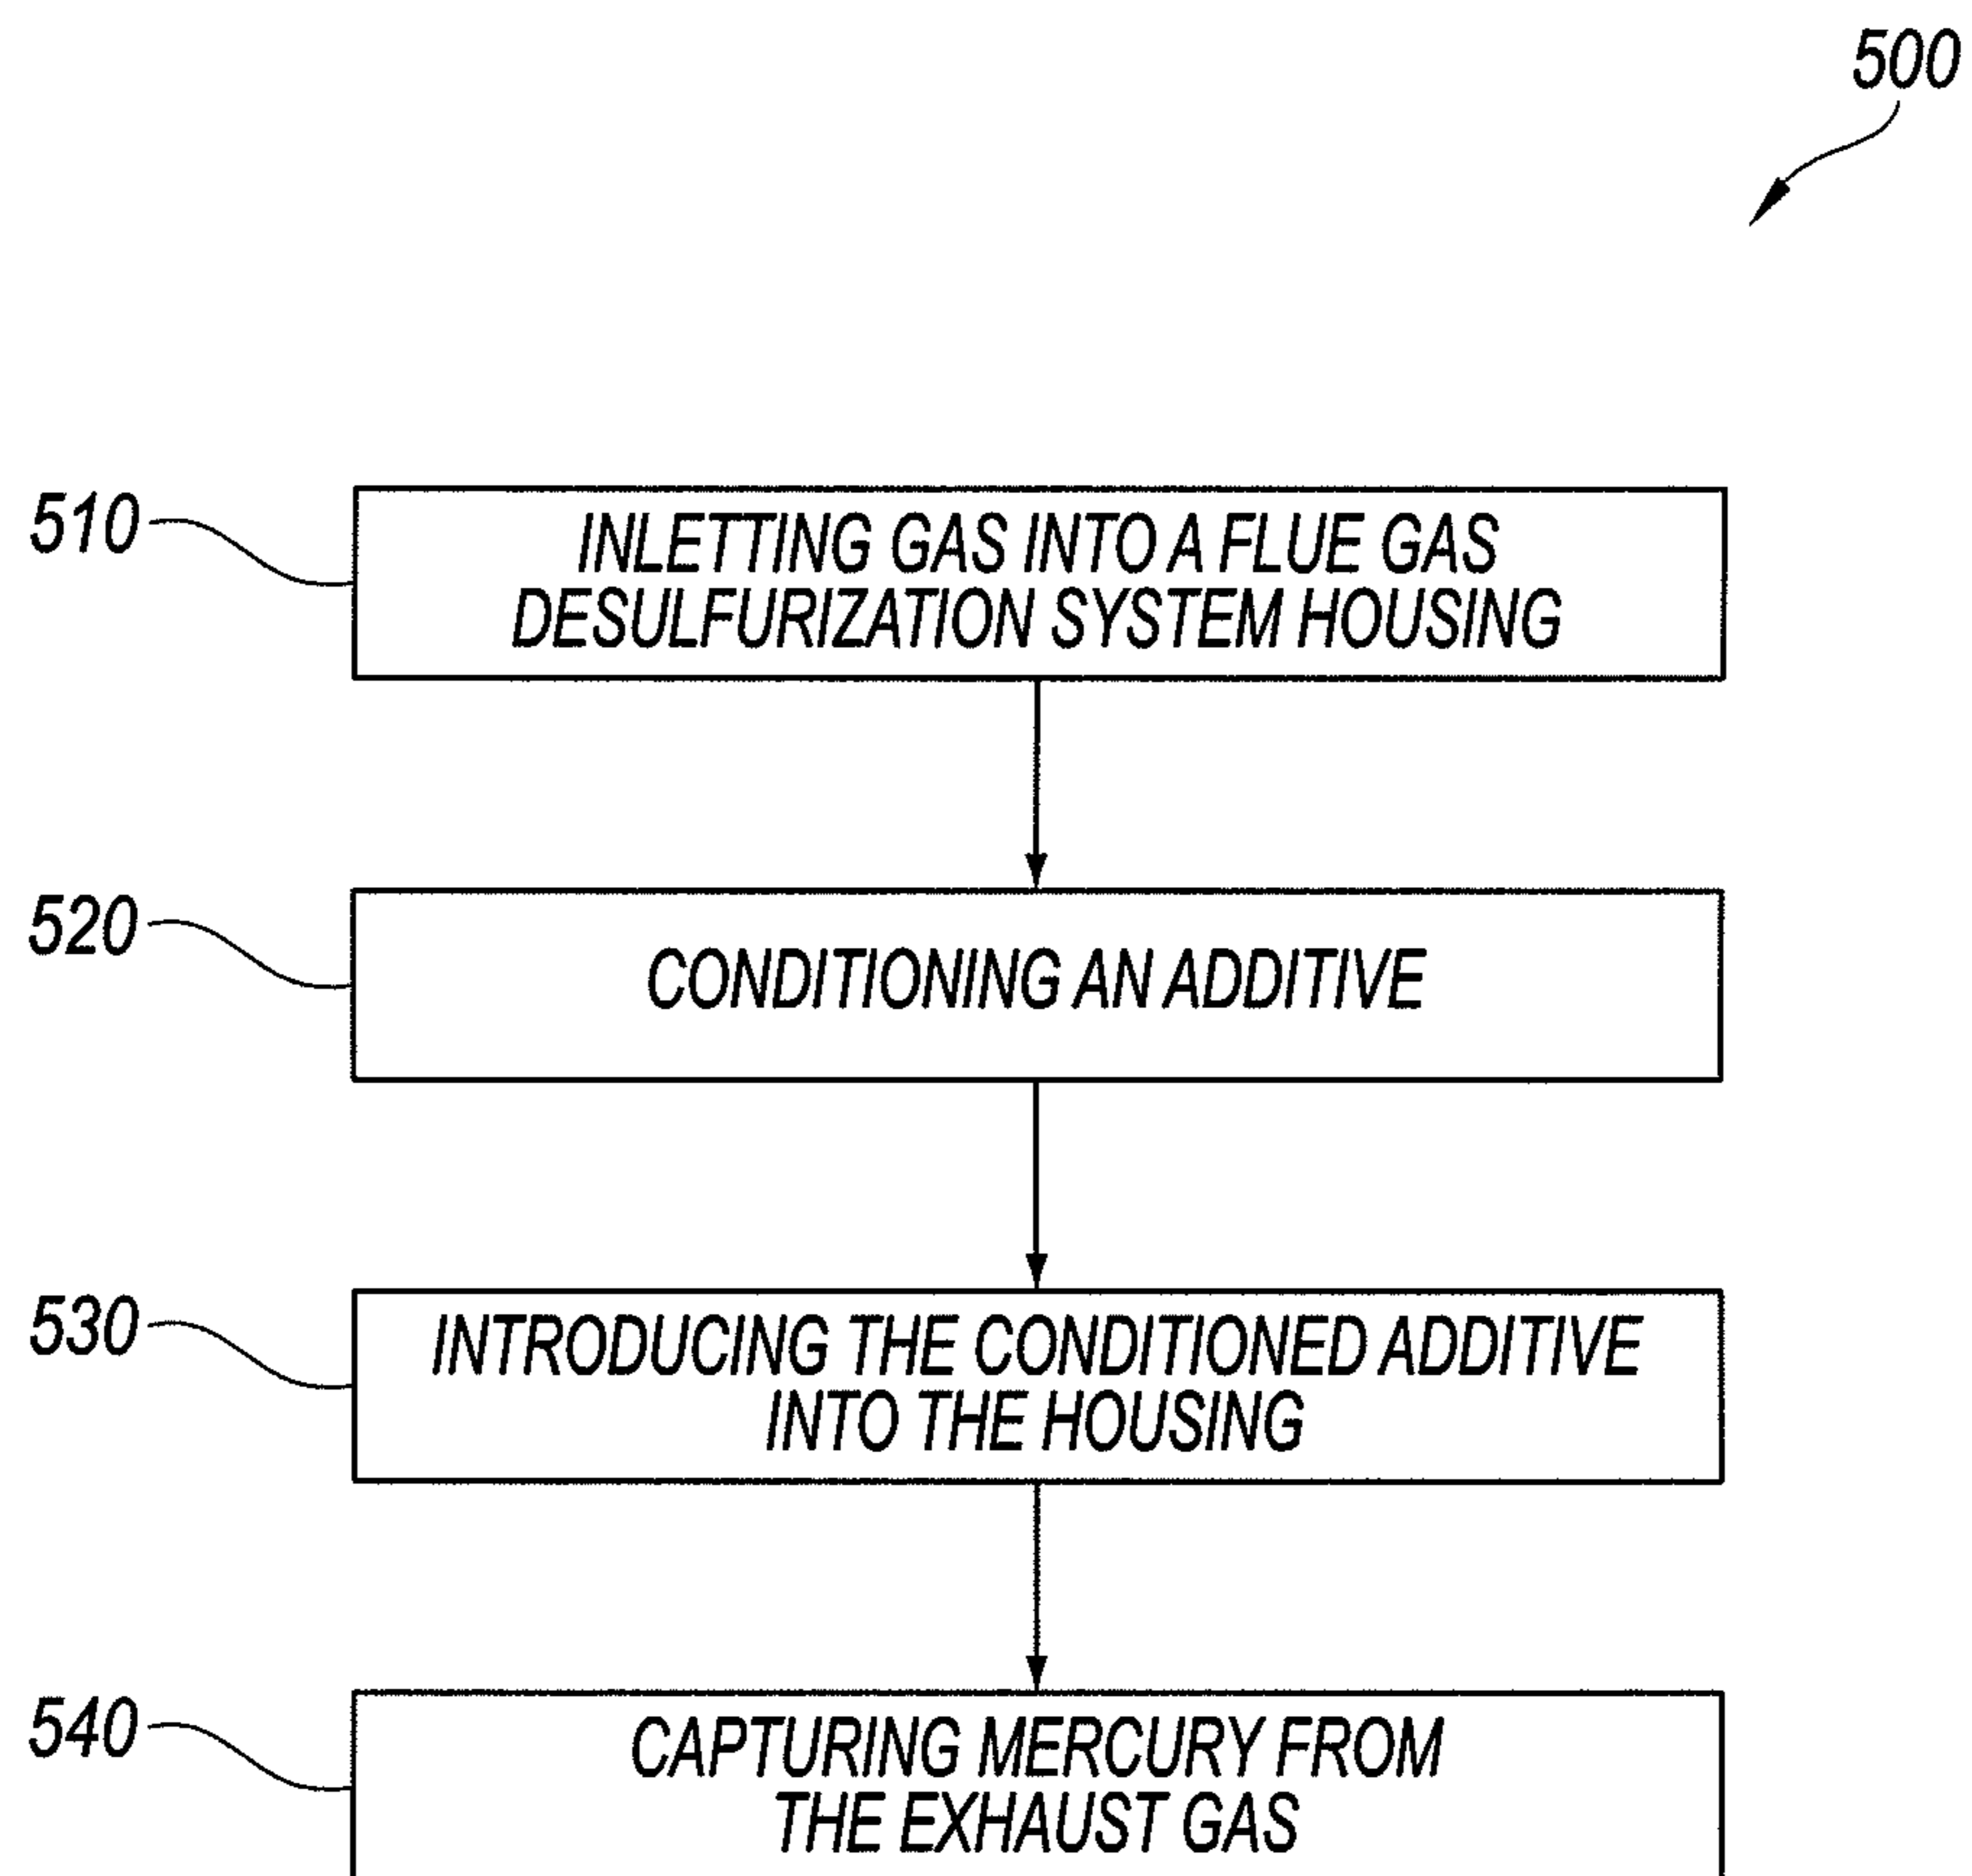 500
510
INLETTING GAS INTO A FLUE GAS
DESULFURIZATION SYSTEM HOUSING
520
CONDITIONING AN ADDITIVE
530
INTRODUCING THE CONDITIONED ADDITIVE
INTO THE HOUSING
540
CAPTURING MERCURY FROM
THE EXHAUST GAS